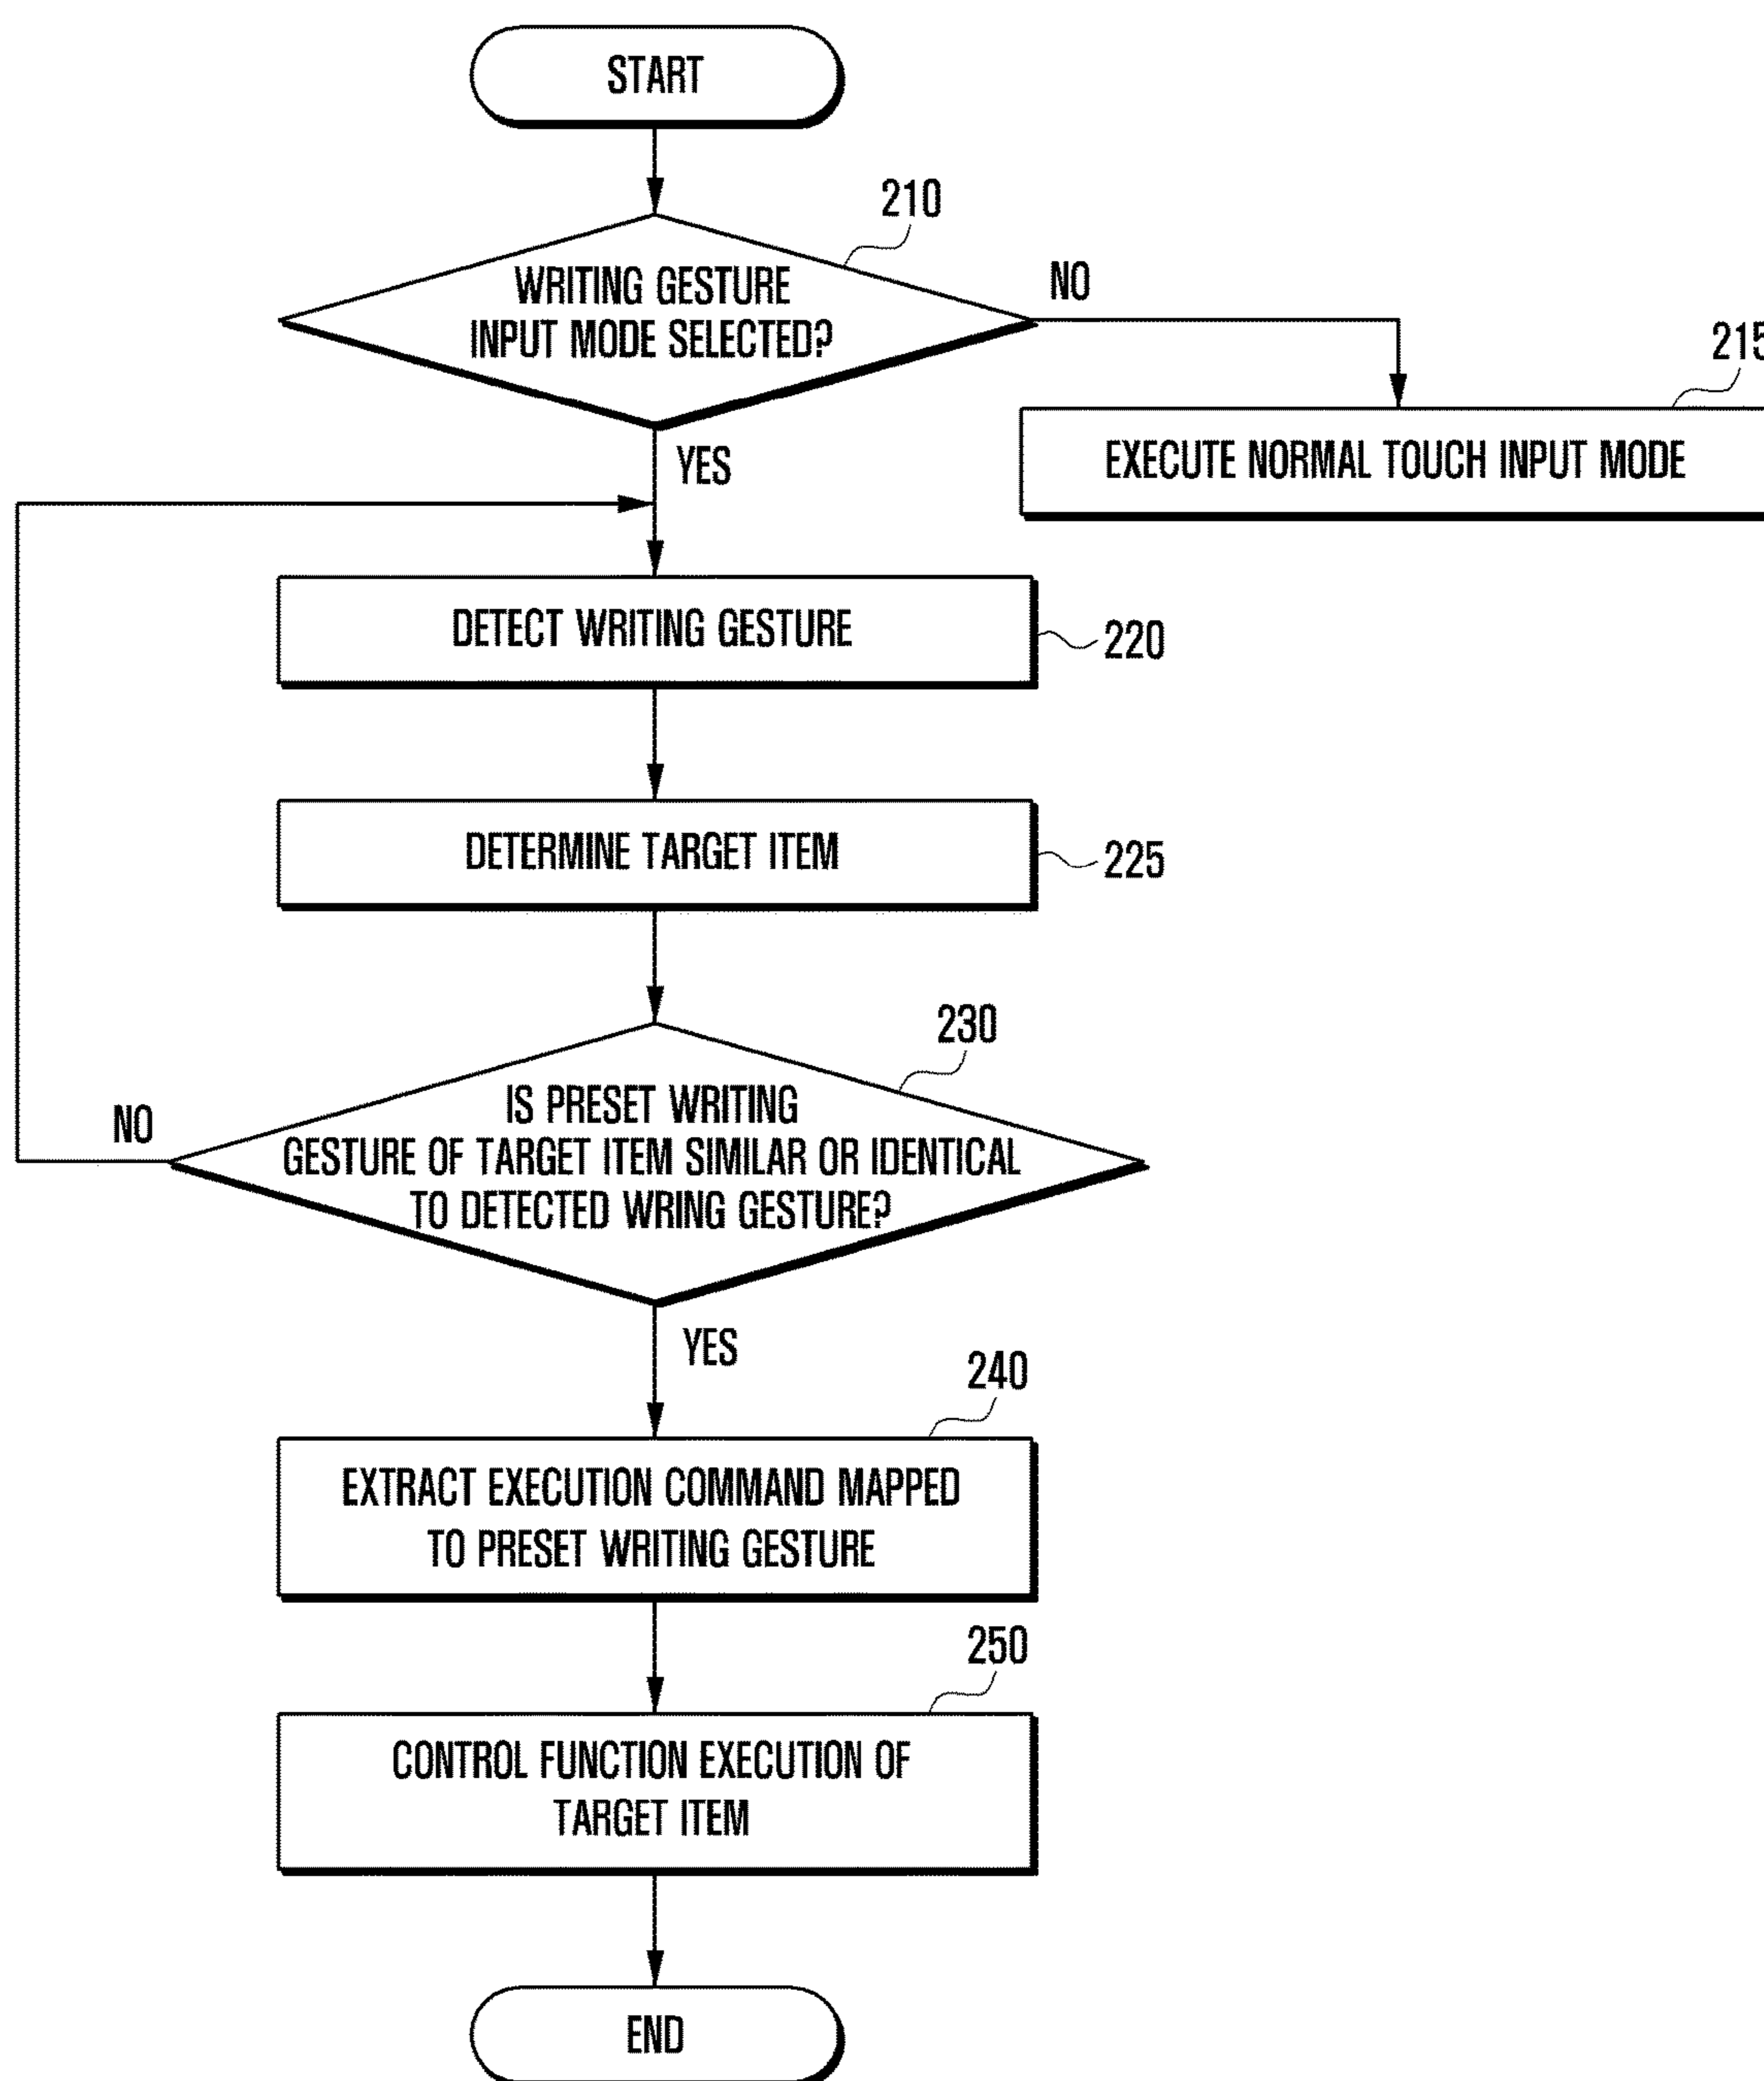 START
210
WRITING GESTURE
INPUT MODE SELECTED?
NO
215
EXECUTE NORMAL TOUCH INPUT MODE
YES
DETECT WRITING GESTURE
220
DETERMINE TARGET ITEM
225
230
IS PRESET WRITING
GESTURE OF TARGET ITEM SIMILAR OR IDENTICAL
TO DETECTED WRING GESTURE?
NO
YES
240
EXTRACT EXECUTION COMMAND MAPPED
TO PRESET WRITING GESTURE
250
CONTROL FUNCTION EXECUTION OF
TARGET ITEM
END